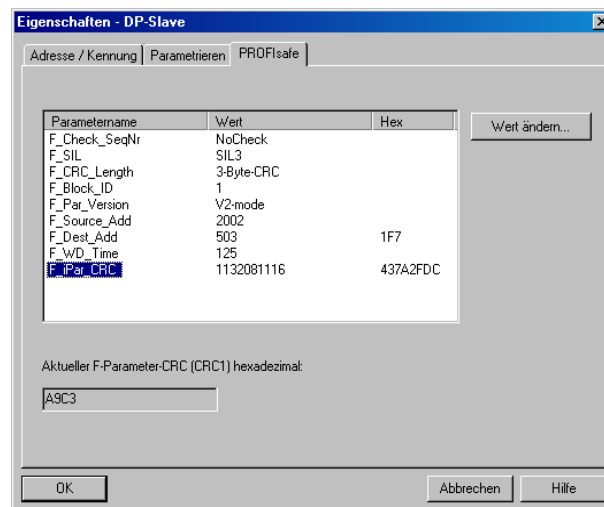 Eigenschaften - DP-Slave
Adresse / Kennung Parametrieren PROFIsafe
Parametername Wert Hex
Wert ändern...
F_Check_SeqNr NoCheck
F_SIL SIL3
F_CRC_Length 3-Byte-CRC
F_Block_ID 1
F_Par_Version V2-mode
F_Source_Add 2002
F_Dest_Add 503 1F7
F_WD_Time 125
F_iPar_CRC 1132081116 437A2FDC
Aktueller F-Parameter-CRC (CRC1) hexadezimal:
A9C3
OK Abbrechen Hilfe